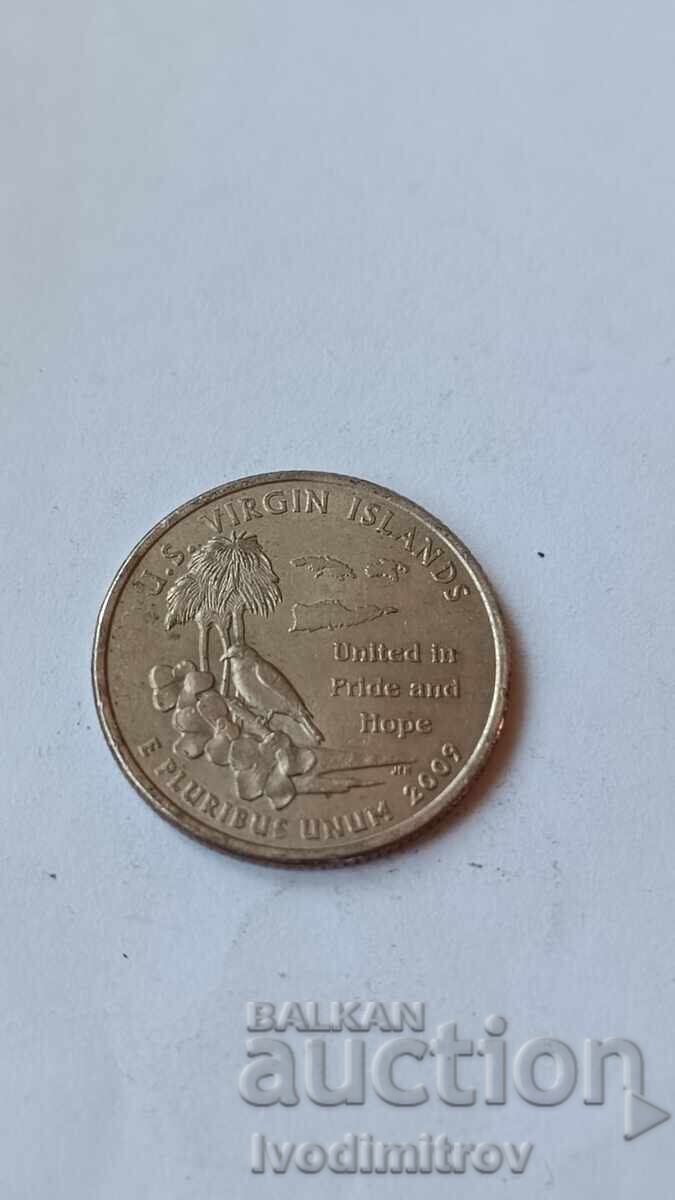 U.S. VIRGIN ISLANDS
United in
Pride and
Hope
E PLURIBUS UNUM 2009
BALKAN
auction
Ivodimitrov